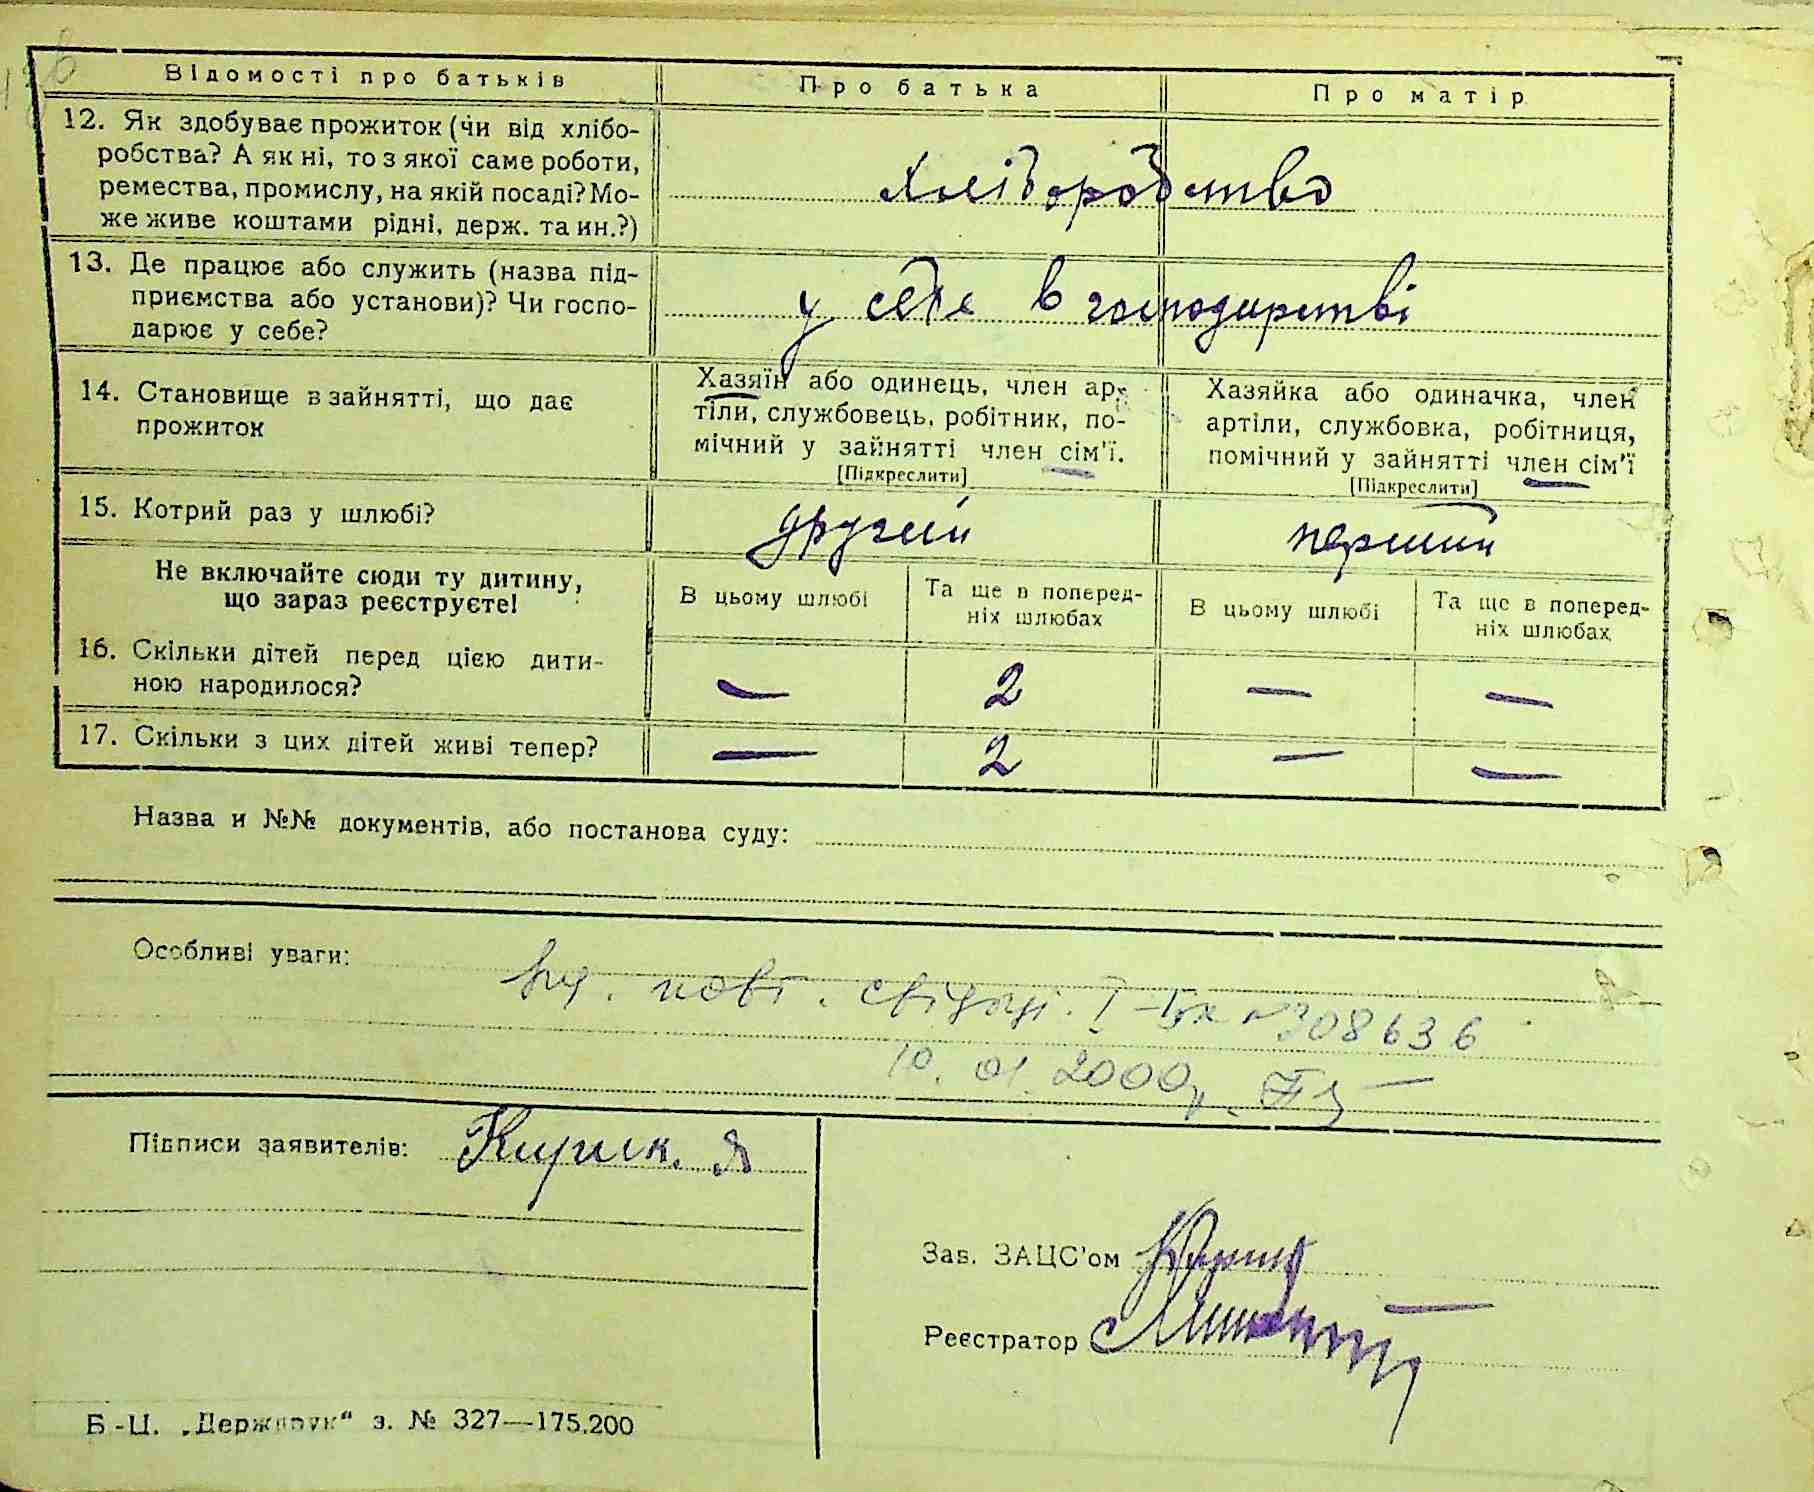 Відомості про батьків Про батька Про матір
12. Як здобуває прожиток (чи від хлібо-
робства? А як ні, то з якої саме роботи,
ремества, промислу, на якій посаді? Мо-
же живе коштами рідні, держ. та ин.?)
хліборобство
13. Де працює або служить (назва під-
приємства або установи)? Чи госпо-
дарює у себе?
у себе в господарстві
14. Становище в зайнятті, що дає
прожиток
Хазяїн або одинець, член ар-
тіли, службовець, робітник, по-
мічний у зайнятті член сім'ї.
[Підкреслити]
Хазяйка або одиначка, член
артіли, службовка, робітниця,
помічний у зайнятті член сім'ї
[Підкреслити]
15. Котрий раз у шлюбі? другий перший
Не включайте сюди ту дитину,
що зараз реєструєте!
В цьому шлюбі Та ще в поперед-
ніх шлюбах
В цьому шлюбі Та ще в поперед-
ніх шлюбах
16. Скільки дітей перед цією дити-
ною народилося?
— 2 — —
17. Скільки з цих дітей живі тепер? — 2 — —
Назва и №№ документів, або постанова суду:
Особливі уваги:
повт. свідоц. 308636
10.01.2000р.
Підписи заявителів: Кирик. Я
Зав. ЗАЦС'ом
Реєстратор
Б-Ц. „Держдрук“ з. № 327—175.200